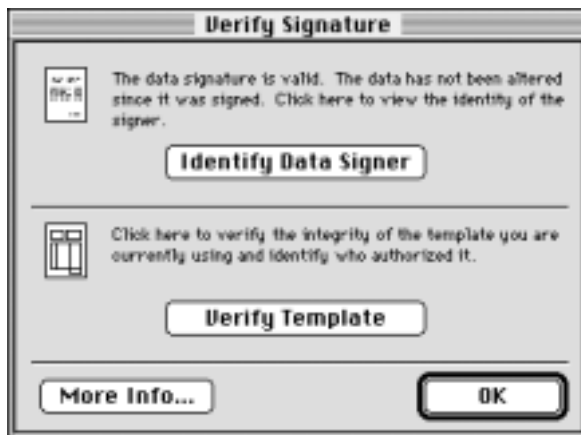 Verify Signature
The data signature is valid. The data has not been altered
since it was signed. Click here to view the identity of the
signer.
Identify Data Signer
Click here to verify the integrity of the template you are
currently using and identify who authorized it.
Verify Template
More Info...
OK